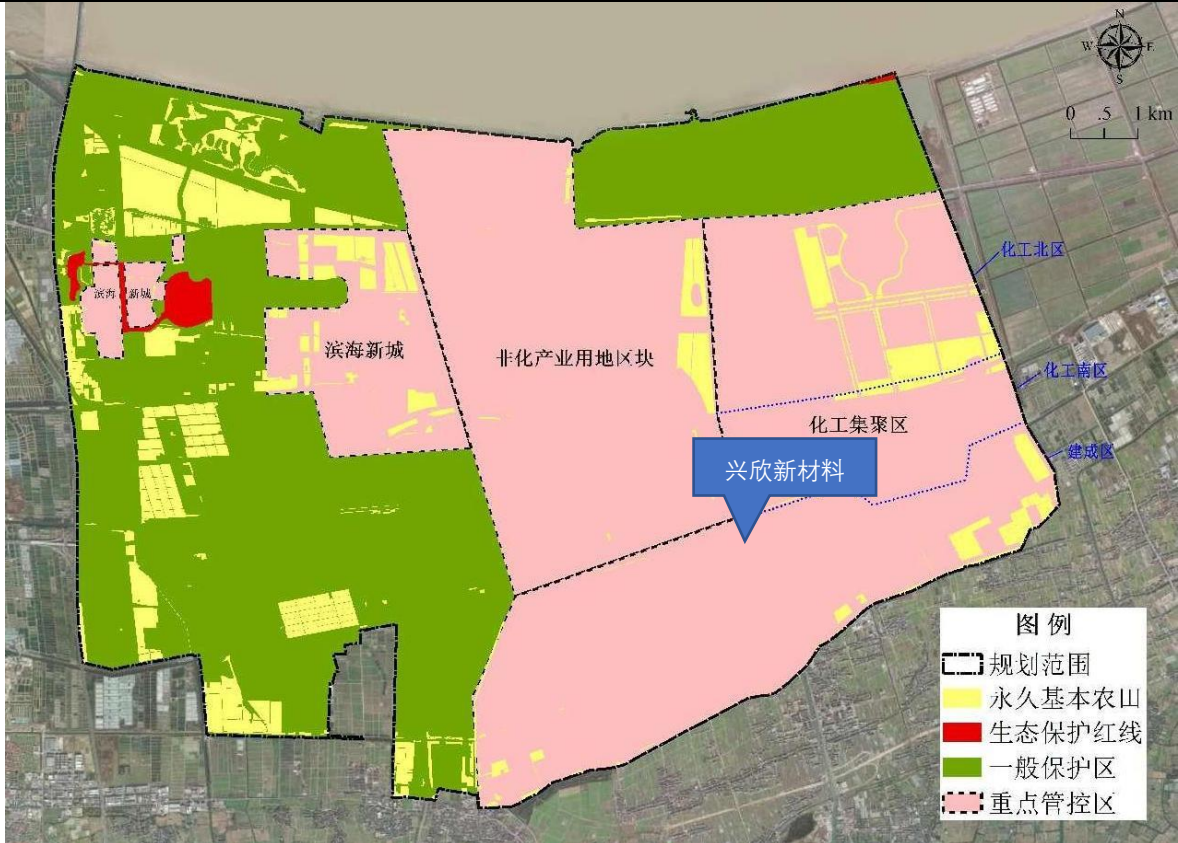 N
W E
S
0 .5 1 km
化工北区
滨海 新城
滨海新城
非化产业用地区块
化工南区
化工集聚区
建成区
兴欣新材料
图例
规划范围
永久基本农田
生态保护红线
一般保护区
重点管控区